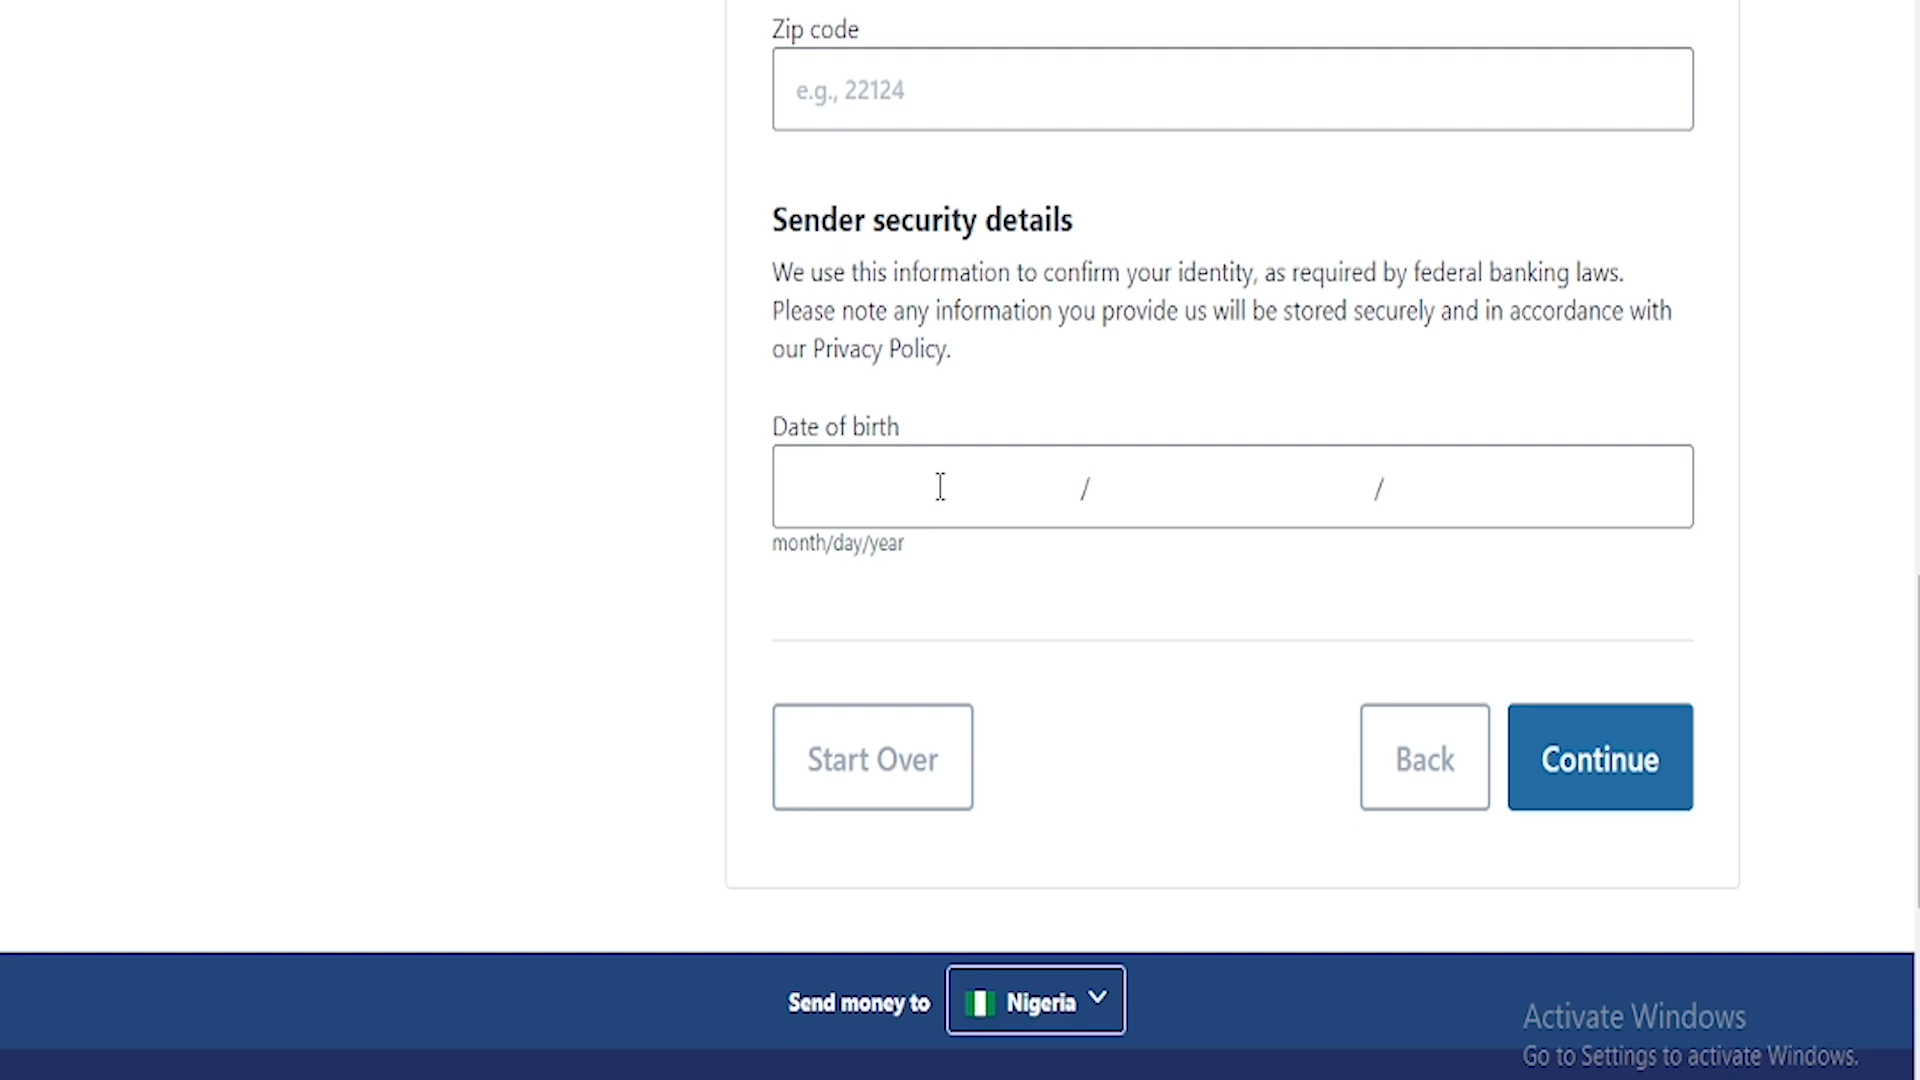 Zip code
e.g., 22124
Sender security details
We use this information to confirm your identity, as required by federal banking laws.
Please note any information you provide us will be stored securely and in accordance with
our Privacy Policy.
Date of birth
/ /
month/day/year
Start Over
Back
Continue
Send money to
Nigeria
Activate Windows
Go to Settings to activate Windows.